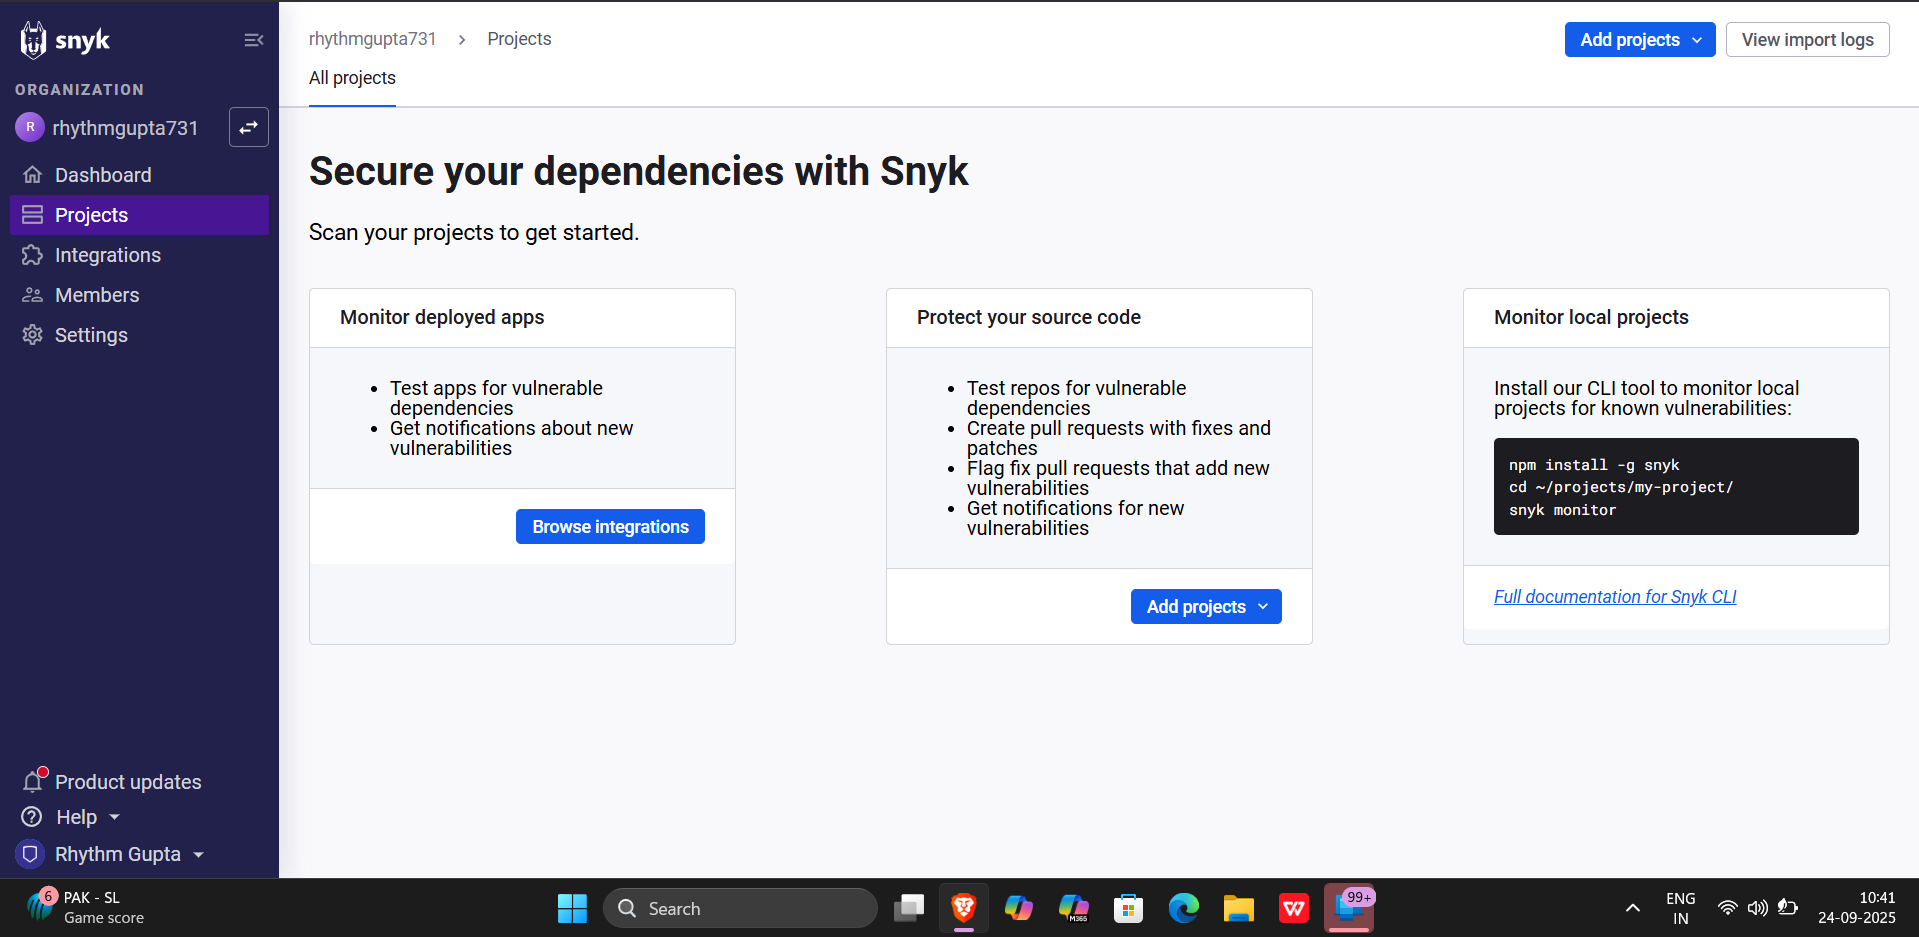 snyk
ORGANIZATION
R
rhythmgupta731
Dashboard
Projects
Integrations
Members
Settings
Product updates
Help
Rhythm Gupta
rhythmgupta731 > Projects
Add projects
View import logs
All projects
Secure your dependencies with Snyk
Scan your projects to get started.
Monitor deployed apps
• Test apps for vulnerable
dependencies
• Get notifications about new
vulnerabilities
Browse integrations
Protect your source code
• Test repos for vulnerable
dependencies
• Create pull requests with fixes and
patches
• Flag fix pull requests that add new
vulnerabilities
• Get notifications for new
vulnerabilities
Add projects
Monitor local projects
Install our CLI tool to monitor local
projects for known vulnerabilities:
npm install -g snyk
cd ~/projects/my-project/
snyk monitor
Full documentation for Snyk CLI
6
PAK - SL
Game score
Search
M365
W
99+
ENG
IN
10:41
24-09-2025